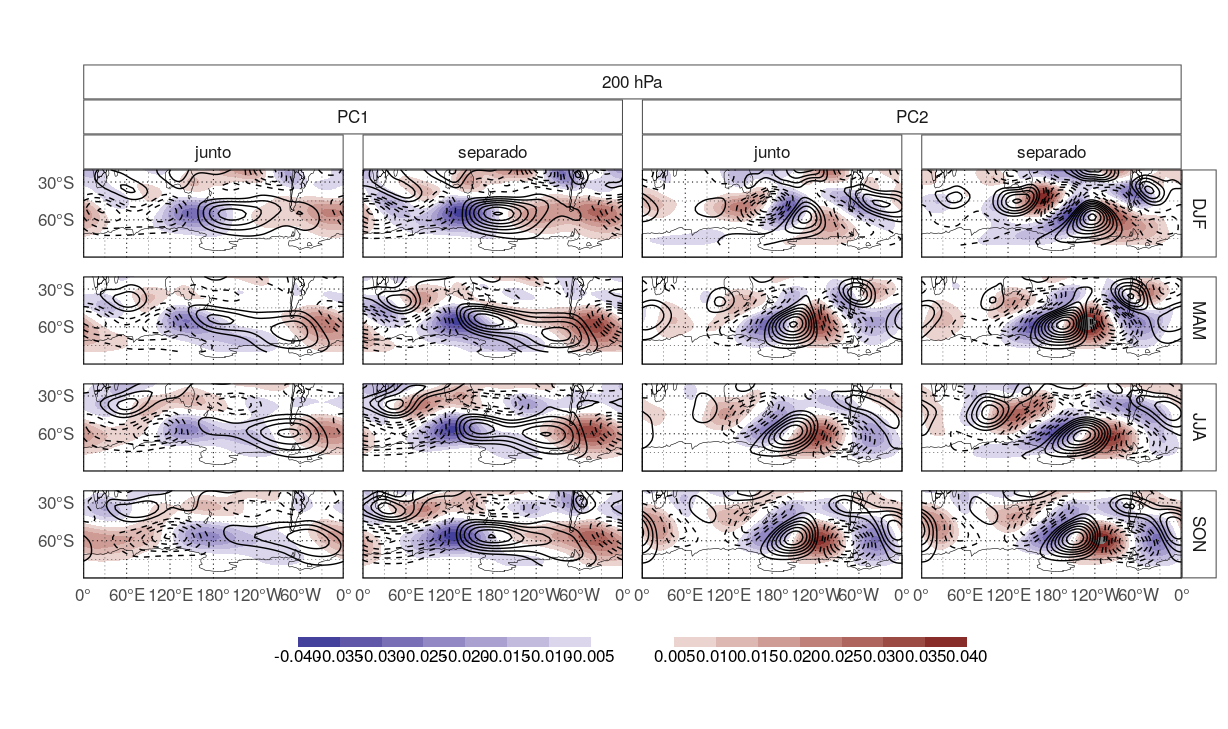 200 hPa
PC1 PC2
junto separado junto separado
30°S
60°S
DJF
30°S
60°S
MAM
30°S
60°S
JJA
30°S
60°S
SON
0° 60°E 120°E 180° 120°W 60°W 0° 0° 60°E 120°E 180° 120°W 60°W 0° 0° 60°E 120°E 180° 120°W 60°W 0° 0° 60°E 120°E 180° 120°W 60°W 0°
-0.040 -0.035 -0.030 -0.025 -0.020 -0.015 -0.010 -0.005 0.005 0.010 0.015 0.020 0.025 0.030 0.035 0.040